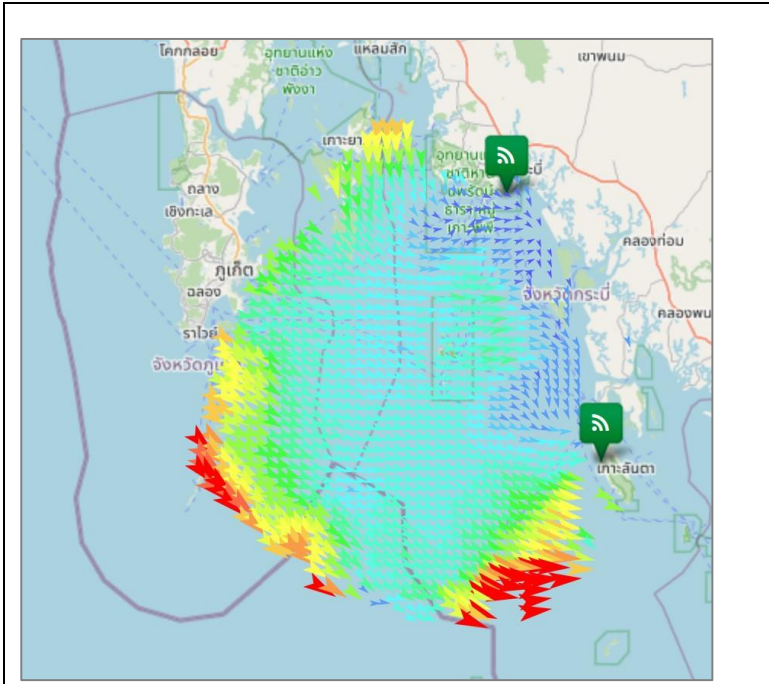 โคกกลอย
อุทยานแห่ง
ชาติอ่าว
พังงา
แหลมสัก
เขาพนม
เกาะยา
ถลาง
เชิงทะเล
คลองท่อม
ภูเก็ต
ฉลอง
จังหวัดกระบี่
คลองพน
ราไวย์
จังหวัดภูเ
เกาะลันตา